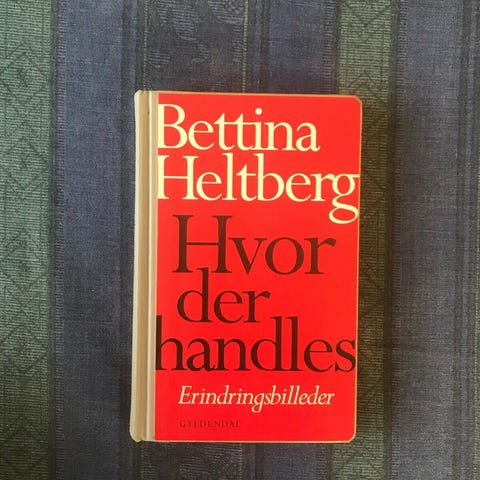 Bettina
Heltberg
Hvor
der
handles
Erindringsbilleder
GYLDENDAL